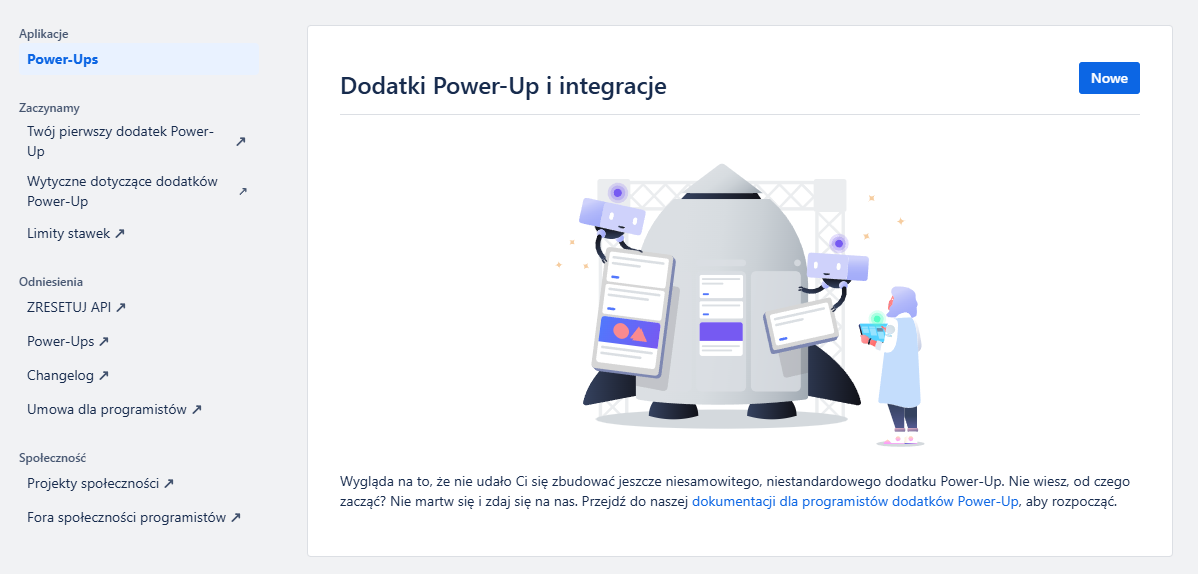 Aplikacje
Power-Ups
Zaczynamy
Twój pierwszy dodatek Power-
Up ↗
Wytyczne dotyczące dodatków
Power-Up ↗
Limity stawek ↗
Odniesienia
ZRESETUJ API ↗
Power-Ups ↗
Changelog ↗
Umowa dla programistów ↗
Społeczność
Projekty społeczności ↗
Fora społeczności programistów ↗
Dodatki Power-Up i integracje
Nowe
Wygląda na to, że nie udało Ci się zbudować jeszcze niesamowitego, niestandardowego dodatku Power-Up. Nie wiesz, od czego
zacząć? Nie martw się i zdaj się na nas. Przejdź do naszej dokumentacji dla programistów dodatków Power-Up, aby rozpocząć.